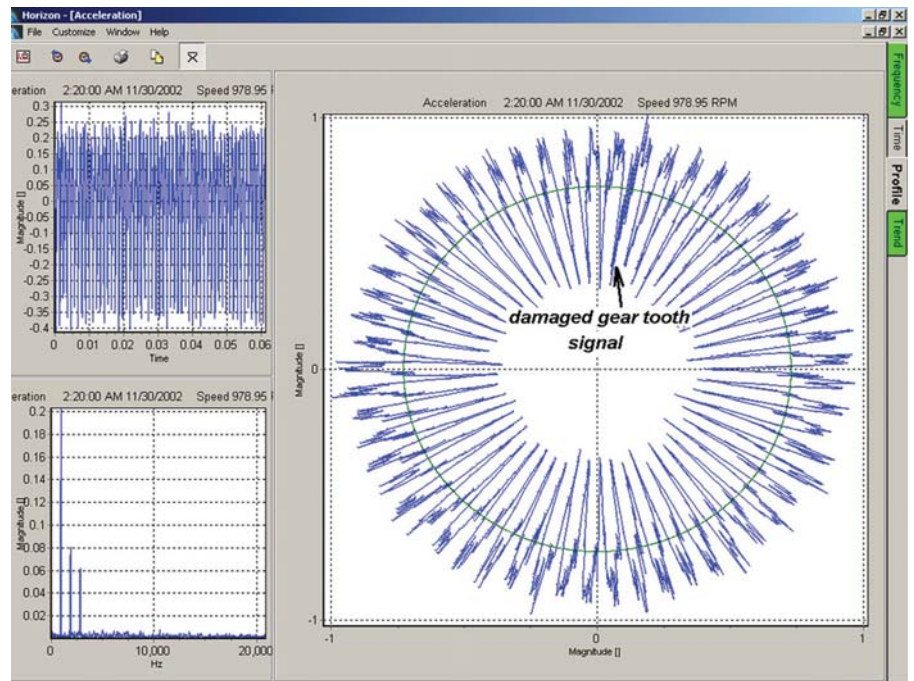 Horizon - [Acceleration]
File Customize Window Help
eration 2:20:00 AM 11/30/2002 Speed 978.95
0.3
0.25
0.2
0.15
0.1
0.05
0
-0.05
-0.1
-0.15
-0.2
-0.25
-0.3
-0.35
-0.4
Magnitude []
0 0.01 0.02 0.03 0.04 0.05 0.06
Time
eration 2:20:00 AM 11/30/2002 Speed 978.95
0.2
0.18
0.16
0.14
0.12
0.1
0.08
0.06
0.04
0.02
Magnitude []
0 10,000 20,000
Hz
Acceleration 2:20:00 AM 11/30/2002 Speed 978.95 RPM
1
0
-1
Magnitude []
damaged gear tooth
signal
-1 0 1
Magnitude []
Frequency
Time
Profile
Trend